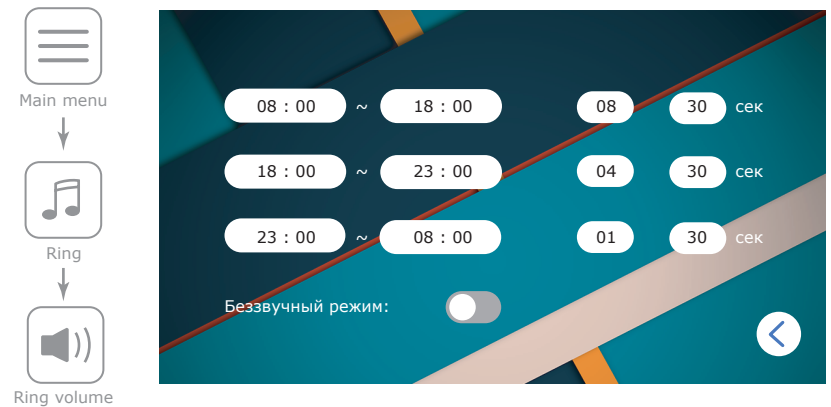 Main menu
Ring
Ring volume
08 : 00 ~ 18 : 00 08 30 сек
18 : 00 ~ 23 : 00 04 30 сек
23 : 00 ~ 08 : 00 01 30 сек
Беззвучный режим: